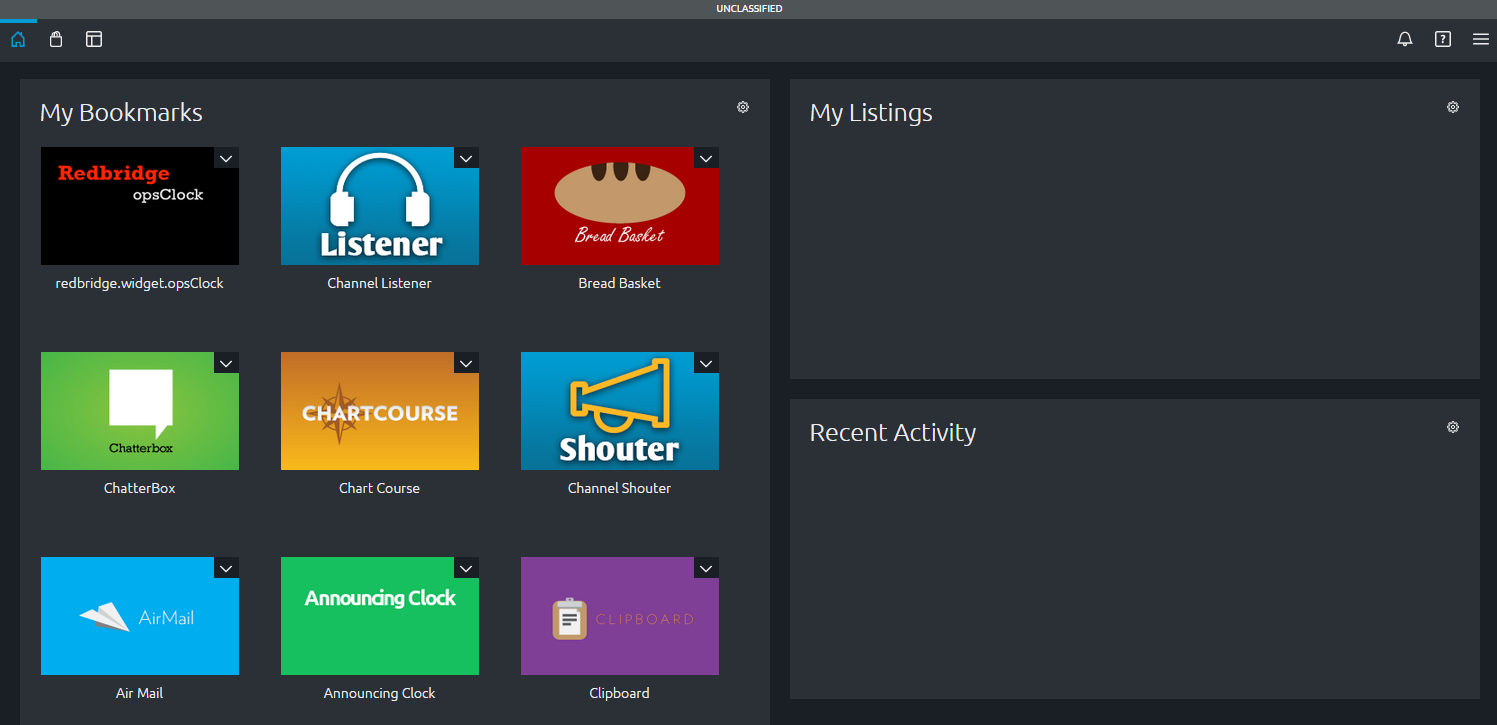 UNCLASSIFIED
My Bookmarks
Redbridge
opsClock
redbridge.widget.opsClock
Listener
Channel Listener
Bread Basket
Bread Basket
Chatterbox
ChatterBox
CHARTCOURSE
Chart Course
Shouter
Channel Shouter
AirMail
Air Mail
Announcing Clock
Announcing Clock
CLIPBOARD
Clipboard
My Listings
Recent Activity